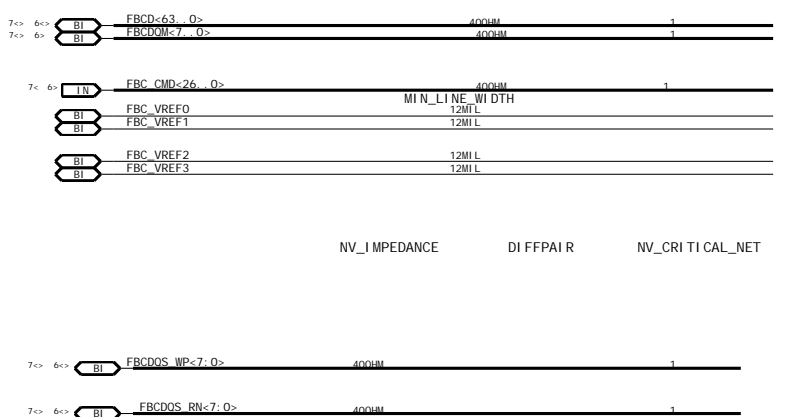 7<> 6<> BI FBCD<63..0> 40OHM 1
7<> 6> BI FBCDQM<7..0> 40OHM 1
7< 6> IN FBC_CMD<26..0> 40OHM 1
MIN_LINE_WIDTH
BI FBC_VREF0 12MIL
BI FBC_VREF1 12MIL
BI FBC_VREF2 12MIL
BI FBC_VREF3 12MIL
NV_IMPEDANCE DIFFPAIR NV_CRITICAL_NET
7<> 6<> BI FBCDQS_WP<7:0> 40OHM 1
7<> 6<> BI FBCDQS_RN<7:0> 40OHM 1